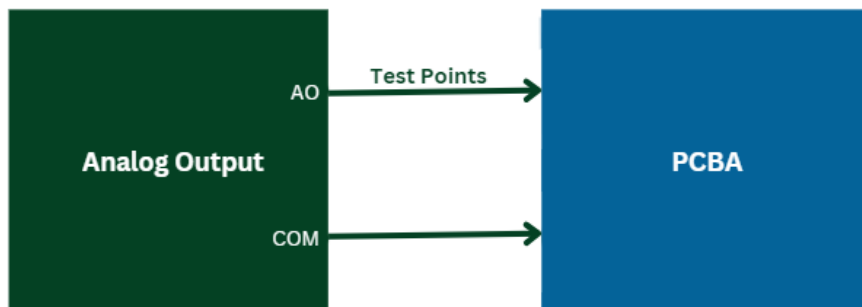 Test Points
AO
Analog Output
PCBA
COM